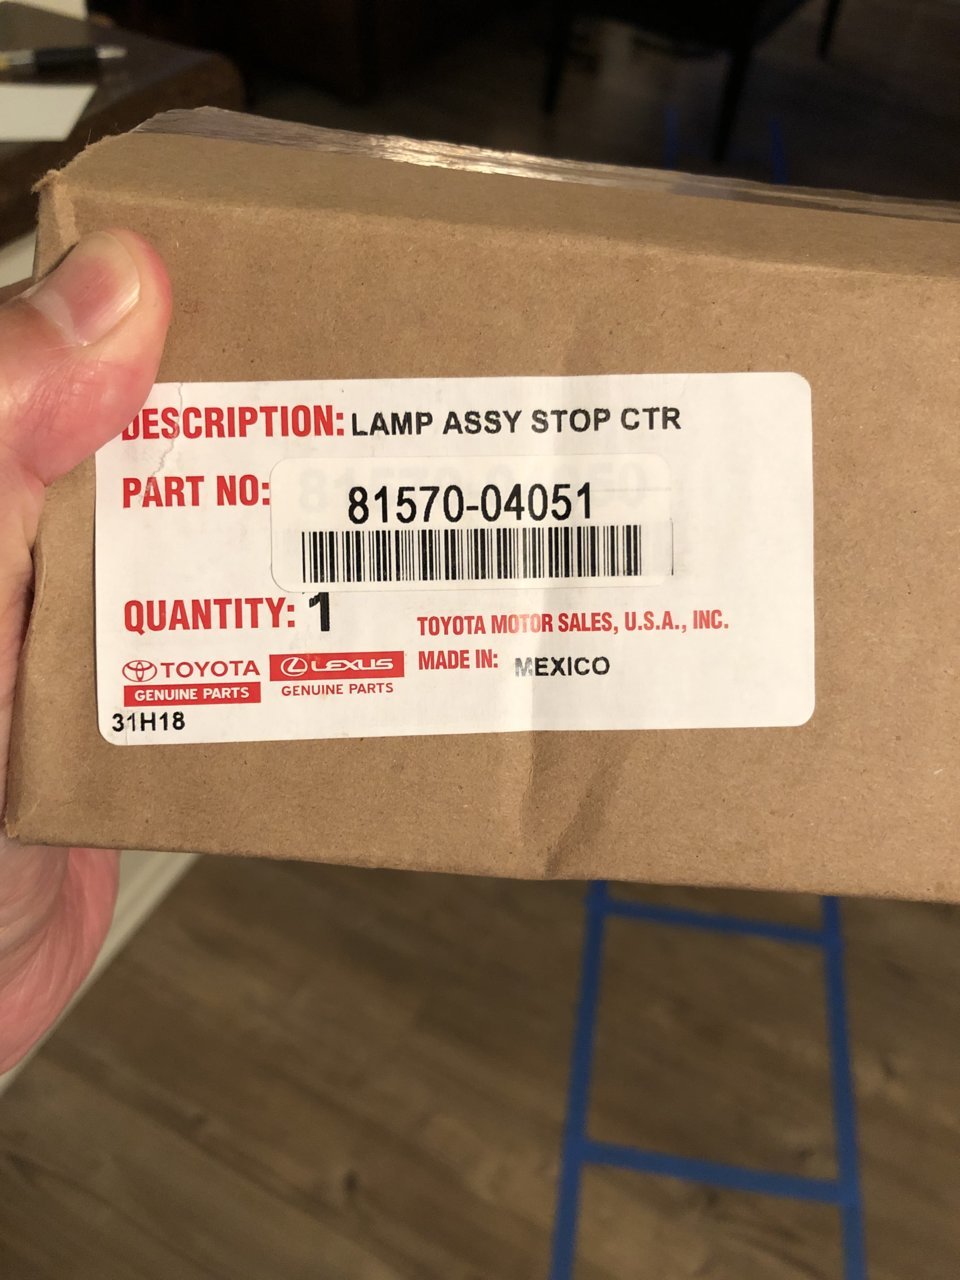 DESCRIPTION: LAMP ASSY STOP CTR
PART NO: 81570-04051
QUANTITY: 1
TOYOTA MOTOR SALES, U.S.A., INC.
MADE IN: MEXICO
TOYOTA
GENUINE PARTS
LEXUS
GENUINE PARTS
31H18